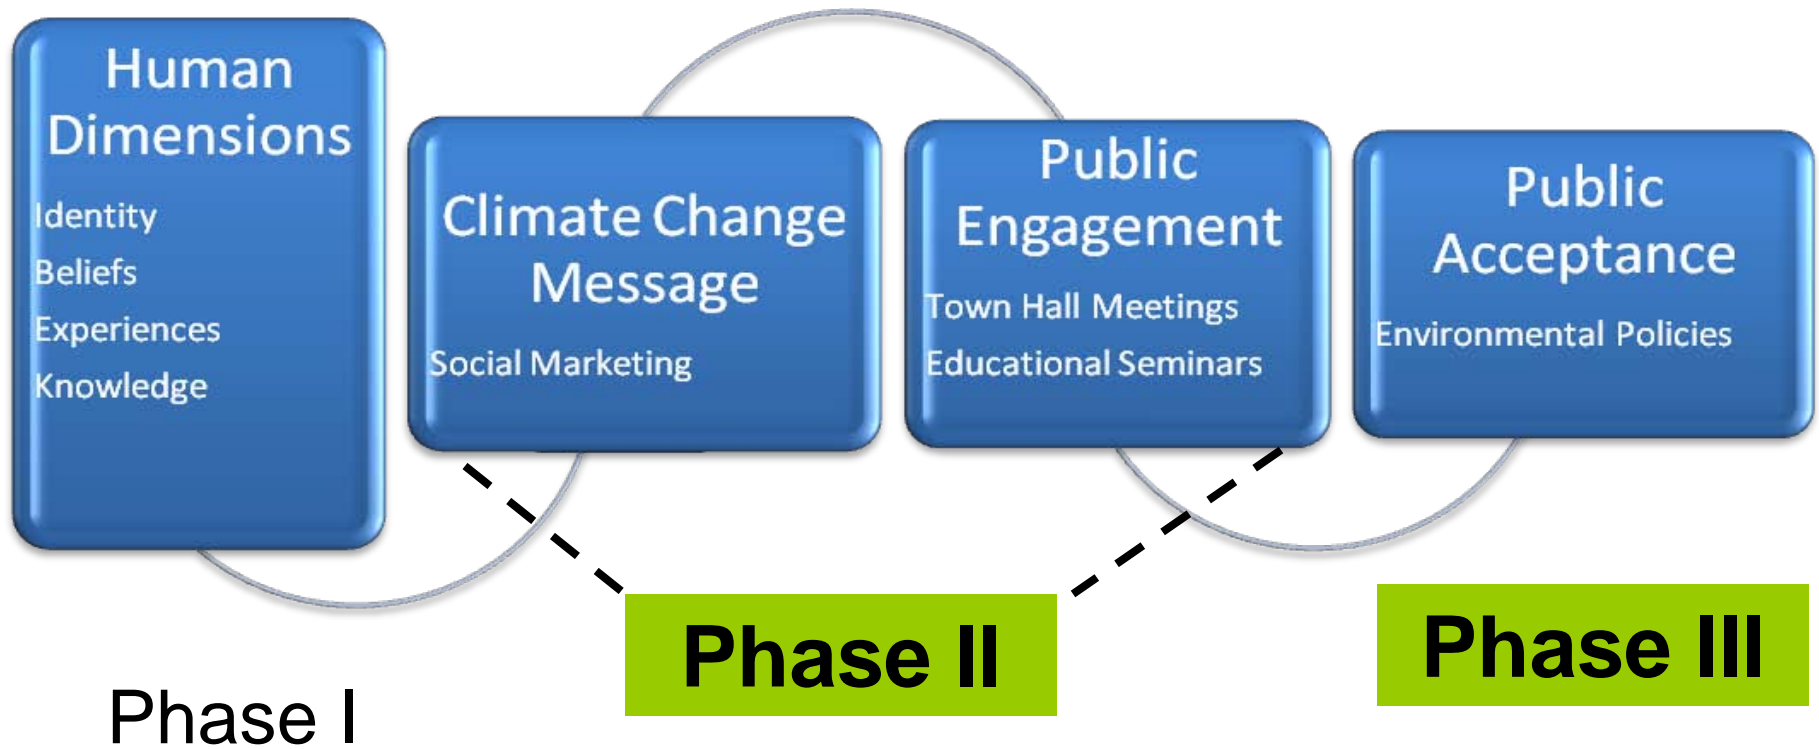 Human
Dimensions
Identity
Beliefs
Experiences
Knowledge
Climate Change
Message
Social Marketing
Public
Engagement
Town Hall Meetings
Educational Seminars
Public
Acceptance
Environmental Policies
Phase I
Phase II
Phase III